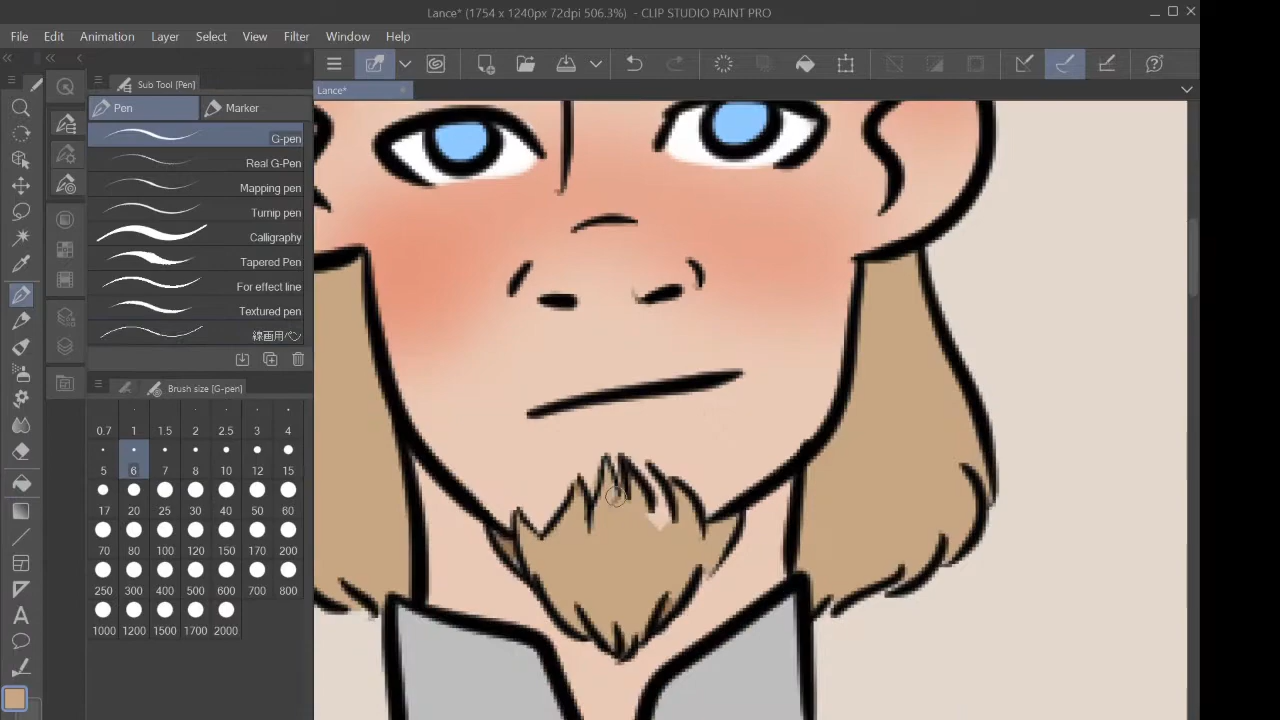 Lance* (1754 x 1240px 72dpi 506.3%) - CLIP STUDIO PAINT PRO
File Edit Animation Layer Select View Filter Window Help
Sub Tool [Pen]
Lance*
Pen Marker
G-pen
Real G-Pen
Mapping pen
Turnip pen
Calligraphy
Tapered Pen
For effect line
Textured pen
線画用ペン
Brush size [G-pen]
0.7 1 1.5 2 2.5 3 4
5 6 7 8 10 12 15
17 20 25 30 40 50 60
70 80 100 120 150 170 200
250 300 400 500 600 700 800
1000 1200 1500 1700 2000